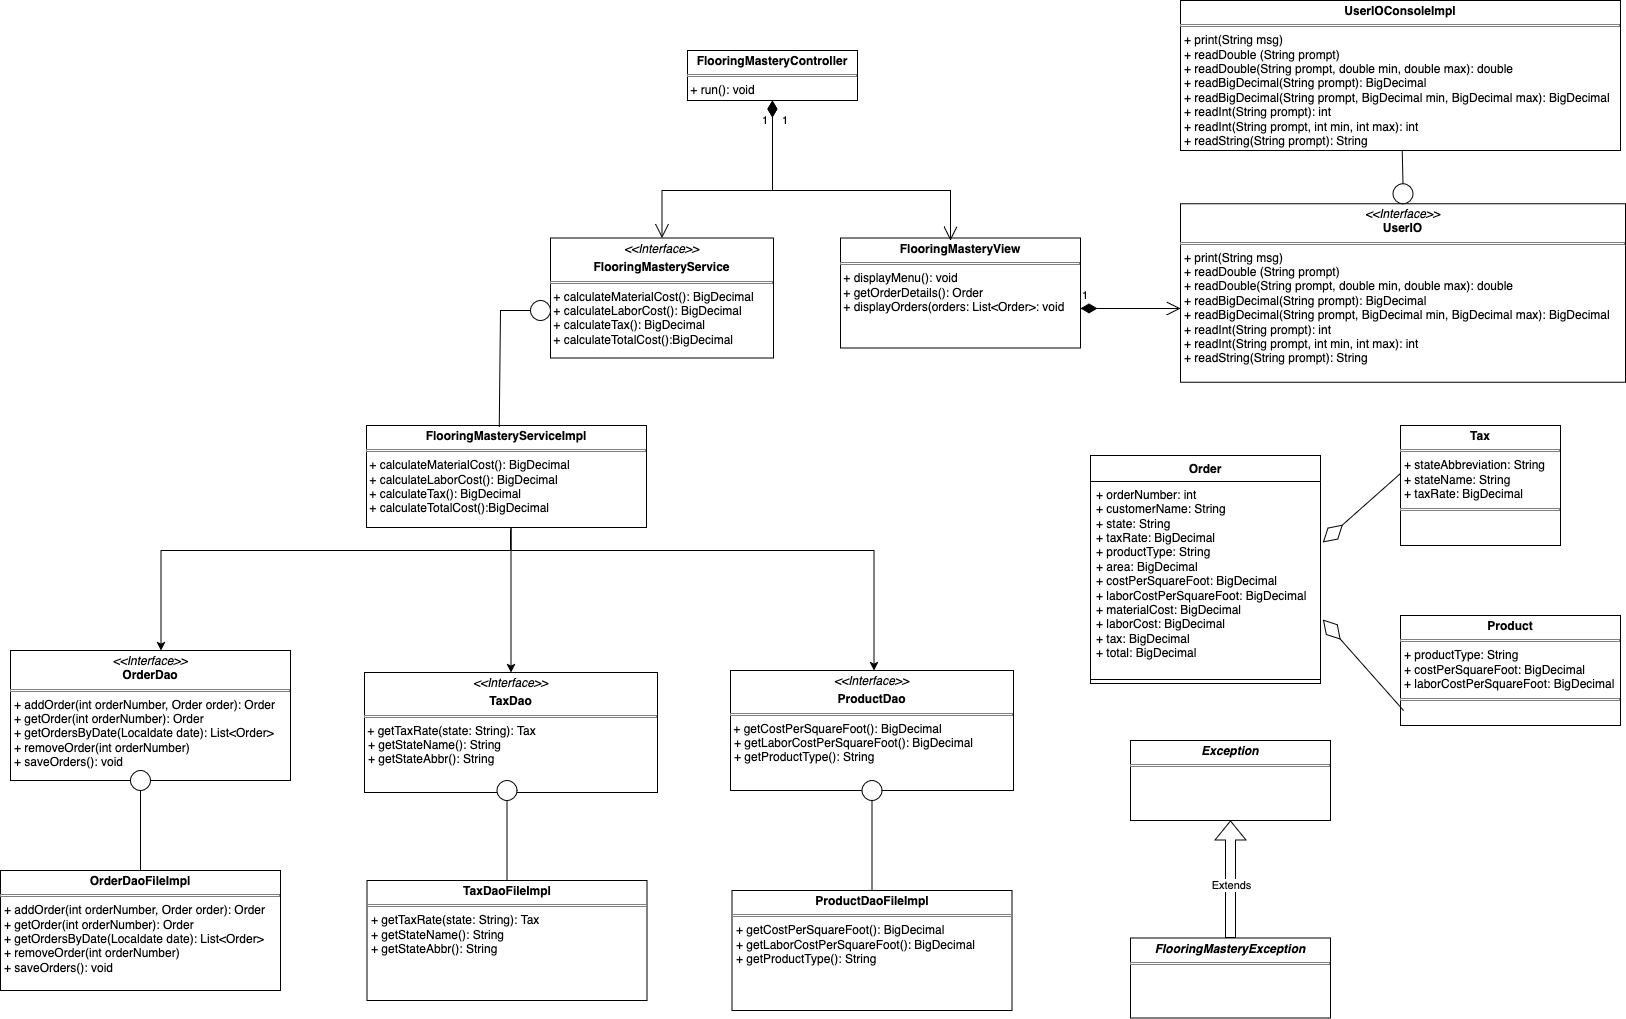 UserIOConsoleImpl
+ print(String msg)
+ readDouble (String prompt)
+ readDouble(String prompt, double min, double max): double
+ readBigDecimal(String prompt): BigDecimal
+ readBigDecimal(String prompt, BigDecimal min, BigDecimal max): BigDecimal
+ readInt(String prompt): int
+ readInt(String prompt, int min, int max): int
+ readString(String prompt): String
FlooringMasteryController
+ run(): void
1
1
<<Interface>>
FlooringMasteryService
+ calculateMaterialCost(): BigDecimal
+ calculateLaborCost(): BigDecimal
+ calculateTax(): BigDecimal
+ calculateTotalCost():BigDecimal
FlooringMasteryView
+ displayMenu(): void
+ getOrderDetails(): Order
+ displayOrders(orders: List<Order>: void
1
<<Interface>>
UserIO
+ print(String msg)
+ readDouble (String prompt)
+ readDouble(String prompt, double min, double max): double
+ readBigDecimal(String prompt): BigDecimal
+ readBigDecimal(String prompt, BigDecimal min, BigDecimal max): BigDecimal
+ readInt(String prompt): int
+ readInt(String prompt, int min, int max): int
+ readString(String prompt): String
FlooringMasteryServiceImpl
+ calculateMaterialCost(): BigDecimal
+ calculateLaborCost(): BigDecimal
+ calculateTax(): BigDecimal
+ calculateTotalCost():BigDecimal
Order
+ orderNumber: int
+ customerName: String
+ state: String
+ taxRate: BigDecimal
+ productType: String
+ area: BigDecimal
+ costPerSquareFoot: BigDecimal
+ laborCostPerSquareFoot: BigDecimal
+ materialCost: BigDecimal
+ laborCost: BigDecimal
+ tax: BigDecimal
+ total: BigDecimal
Tax
+ stateAbbreviation: String
+ stateName: String
+ taxRate: BigDecimal
Product
+ productType: String
+ costPerSquareFoot: BigDecimal
+ laborCostPerSquareFoot: BigDecimal
<<Interface>>
OrderDao
+ addOrder(int orderNumber, Order order): Order
+ getOrder(int orderNumber): Order
+ getOrdersByDate(Localdate date): List<Order>
+ removeOrder(int orderNumber)
+ saveOrders(): void
<<Interface>>
TaxDao
+ getTaxRate(state: String): Tax
+ getStateName(): String
+ getStateAbbr(): String
<<Interface>>
ProductDao
+ getCostPerSquareFoot(): BigDecimal
+ getLaborCostPerSquareFoot(): BigDecimal
+ getProductType(): String
Exception
Extends
FlooringMasteryException
OrderDaoFileImpl
+ addOrder(int orderNumber, Order order): Order
+ getOrder(int orderNumber): Order
+ getOrdersByDate(Localdate date): List<Order>
+ removeOrder(int orderNumber)
+ saveOrders(): void
TaxDaoFileImpl
+ getTaxRate(state: String): Tax
+ getStateName(): String
+ getStateAbbr(): String
ProductDaoFileImpl
+ getCostPerSquareFoot(): BigDecimal
+ getLaborCostPerSquareFoot(): BigDecimal
+ getProductType(): String